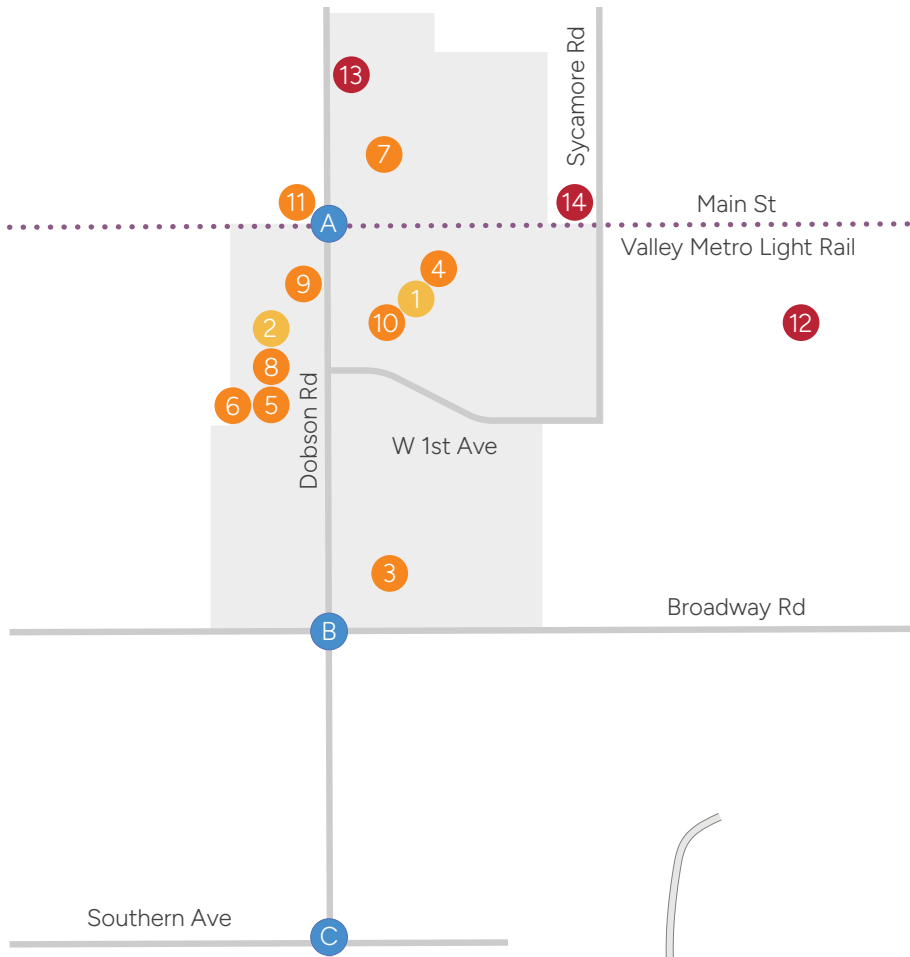 Sycamore Rd
13
7
11
14
A
Main St
Valley Metro Light Rail
4
9
1
10
2
12
8
6
5
Dobson Rd
W 1st Ave
3
Broadway Rd
B
Southern Ave
C